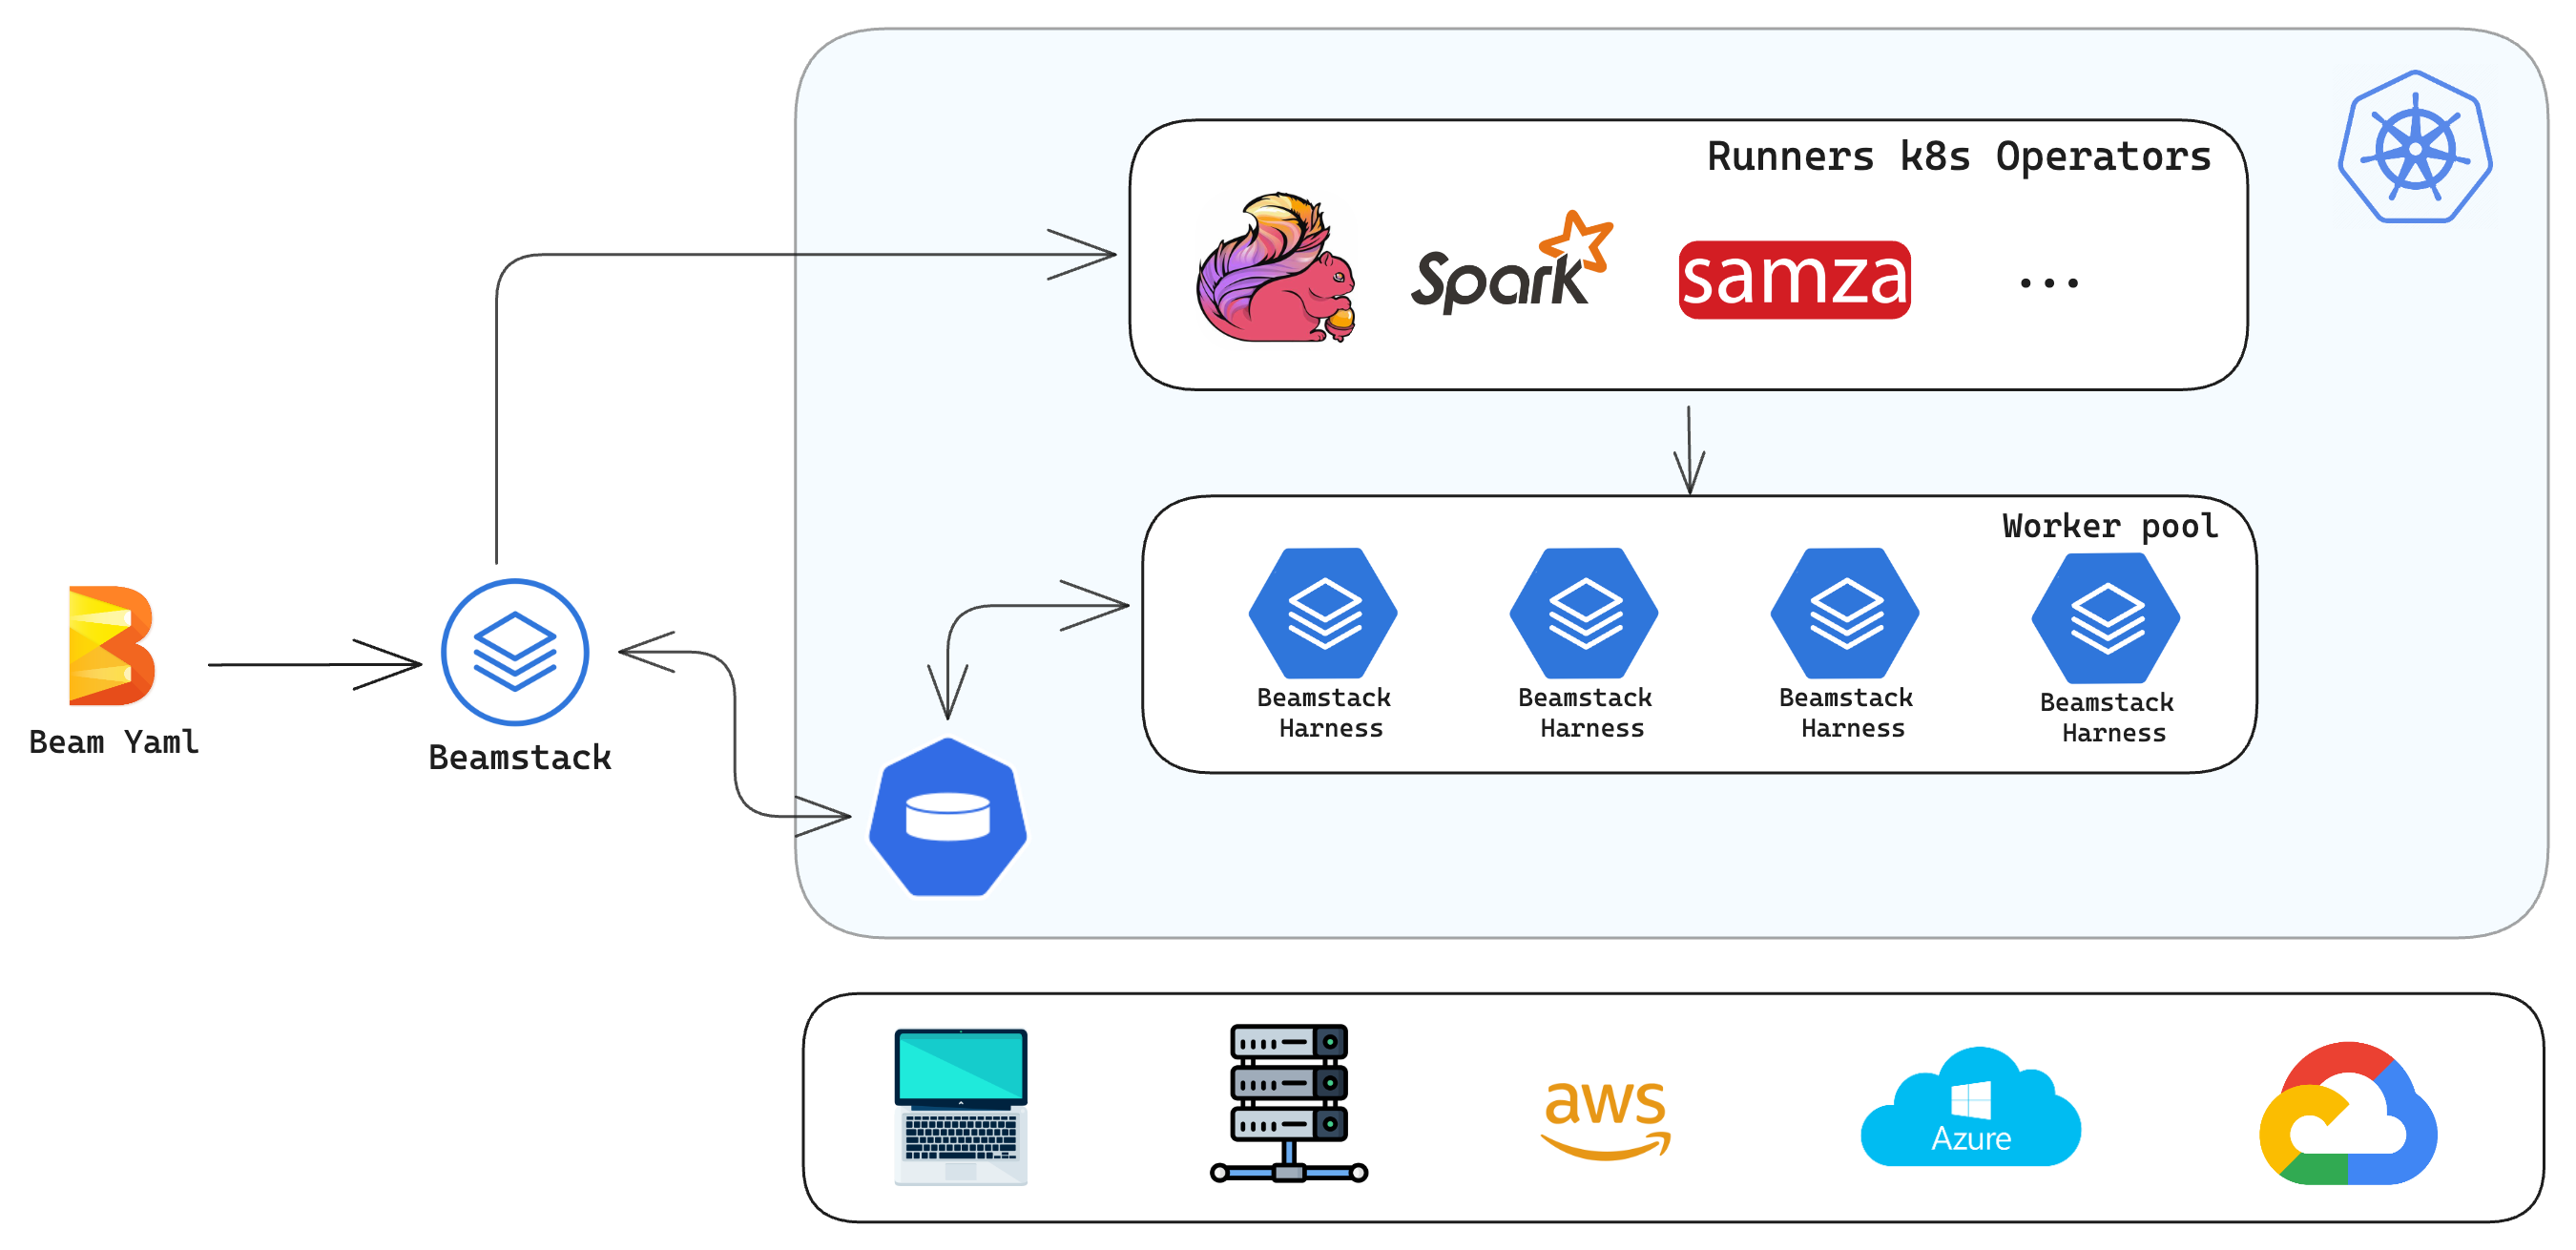 Runners k8s Operators
Spark
samza
...
Worker pool
Beamstack
Harness
Beamstack
Harness
Beamstack
Harness
Beamstack
Harness
Beam Yaml
Beamstack
aws
Azure